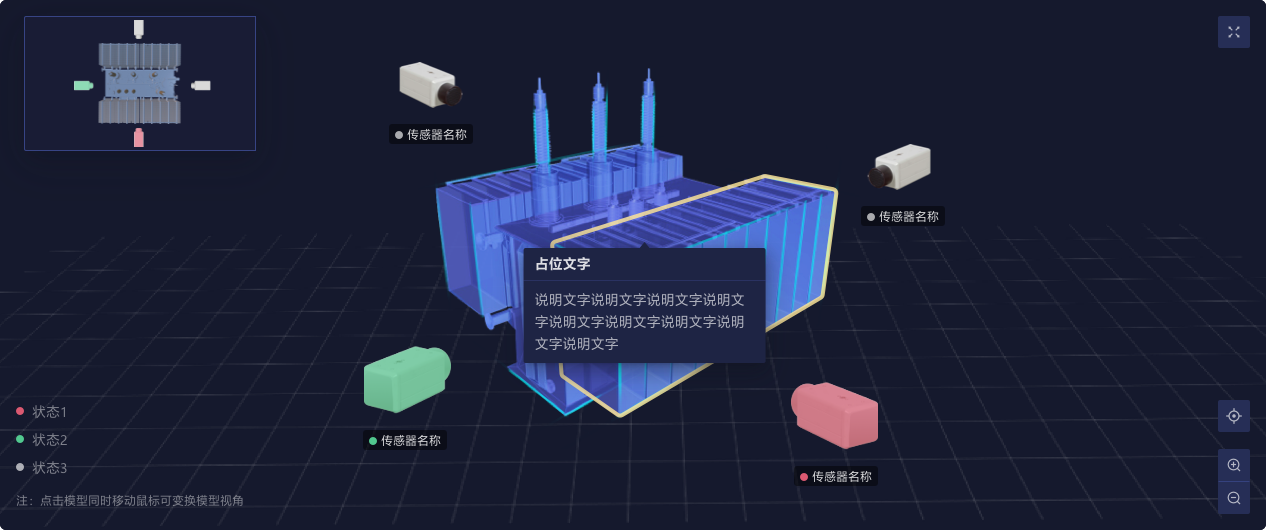 传感器名称
传感器名称
占位文字
说明文字说明文字说明文字说明文
字说明文字说明文字说明文字说明
文字说明文字
状态1
状态2
传感器名称
状态3
传感器名称
注：点击模型同时移动鼠标可变换模型视角